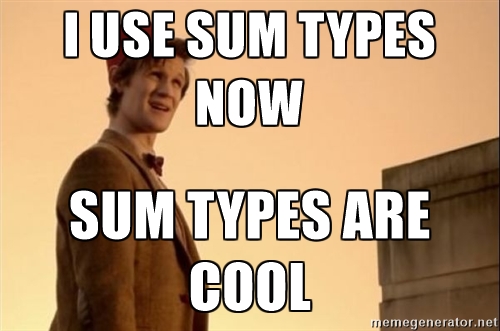 I USE SUM TYPES
NOW
SUM TYPES ARE
COOL
memegenerator.net